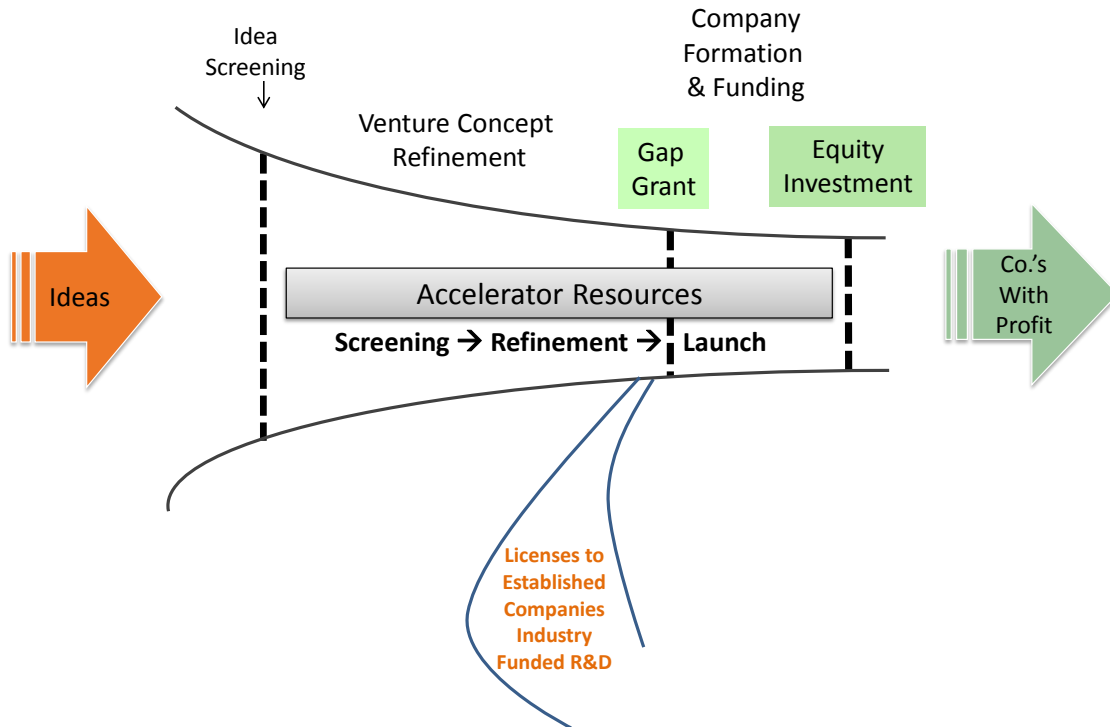 Idea
Screening
Company
Formation
& Funding
Venture Concept
Refinement
Gap
Grant
Equity
Investment
Ideas
Accelerator Resources
Screening → Refinement → Launch
Co.'s
With
Profit
Licenses to
Established
Companies
Industry
Funded R&D